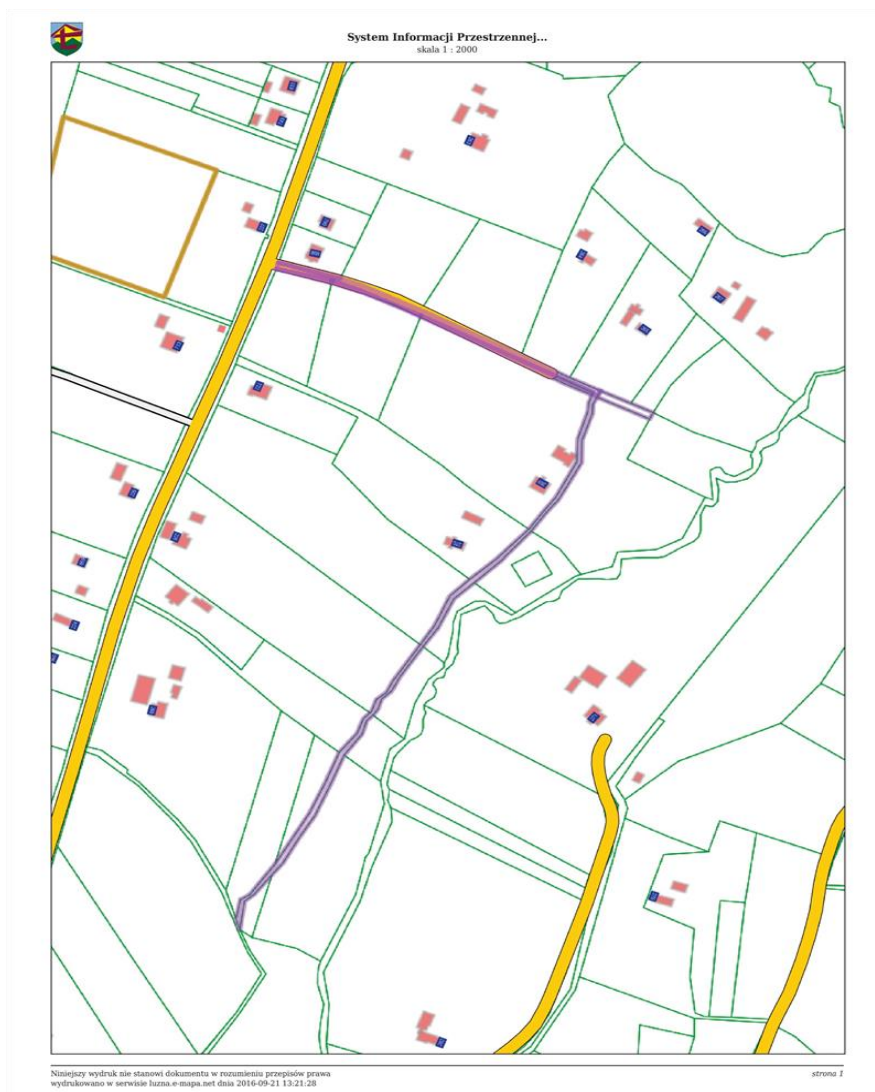 System Informacji Przestrzennej...
skala 1 : 2000
Niniejszy wydruk nie stanowi dokumentu w rozumieniu przepisów prawa
strona 1
wydrukowano w serwisie luzna.e-mapa.net dnia 2016-09-21 13:21:28